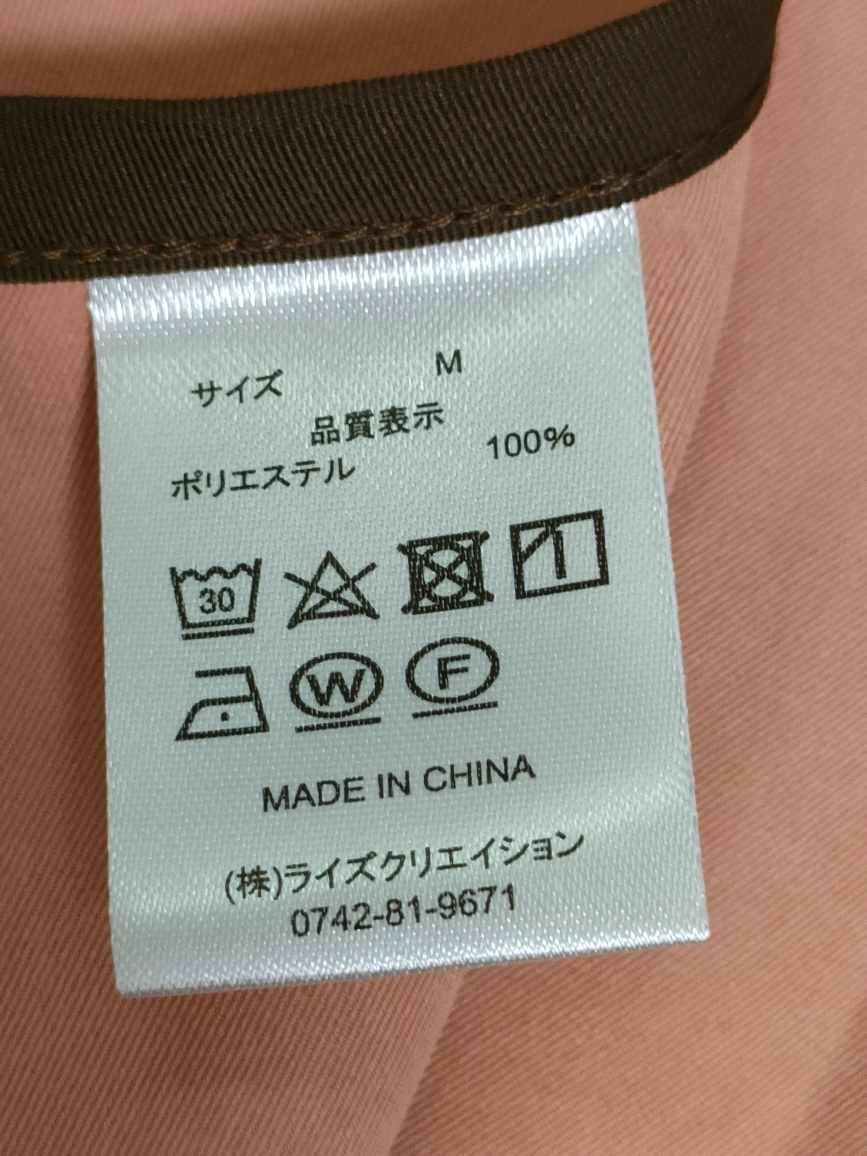 サイズ M
品質表示
ポリエステル 100%
30
W F
MADE IN CHINA
(株)ライズクリエイション
0742-81-9671